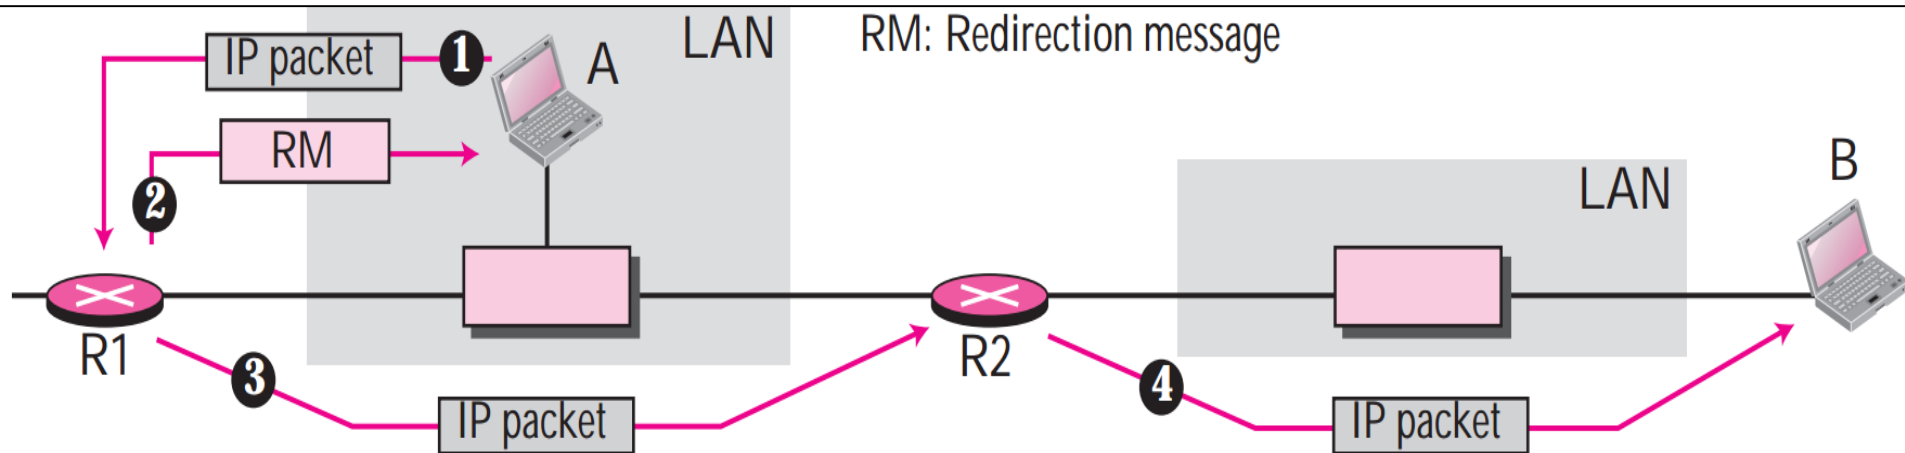 LAN
RM: Redirection message
IP packet
1
A
RM
2
B
LAN
R1
R2
3
4
IP packet
IP packet